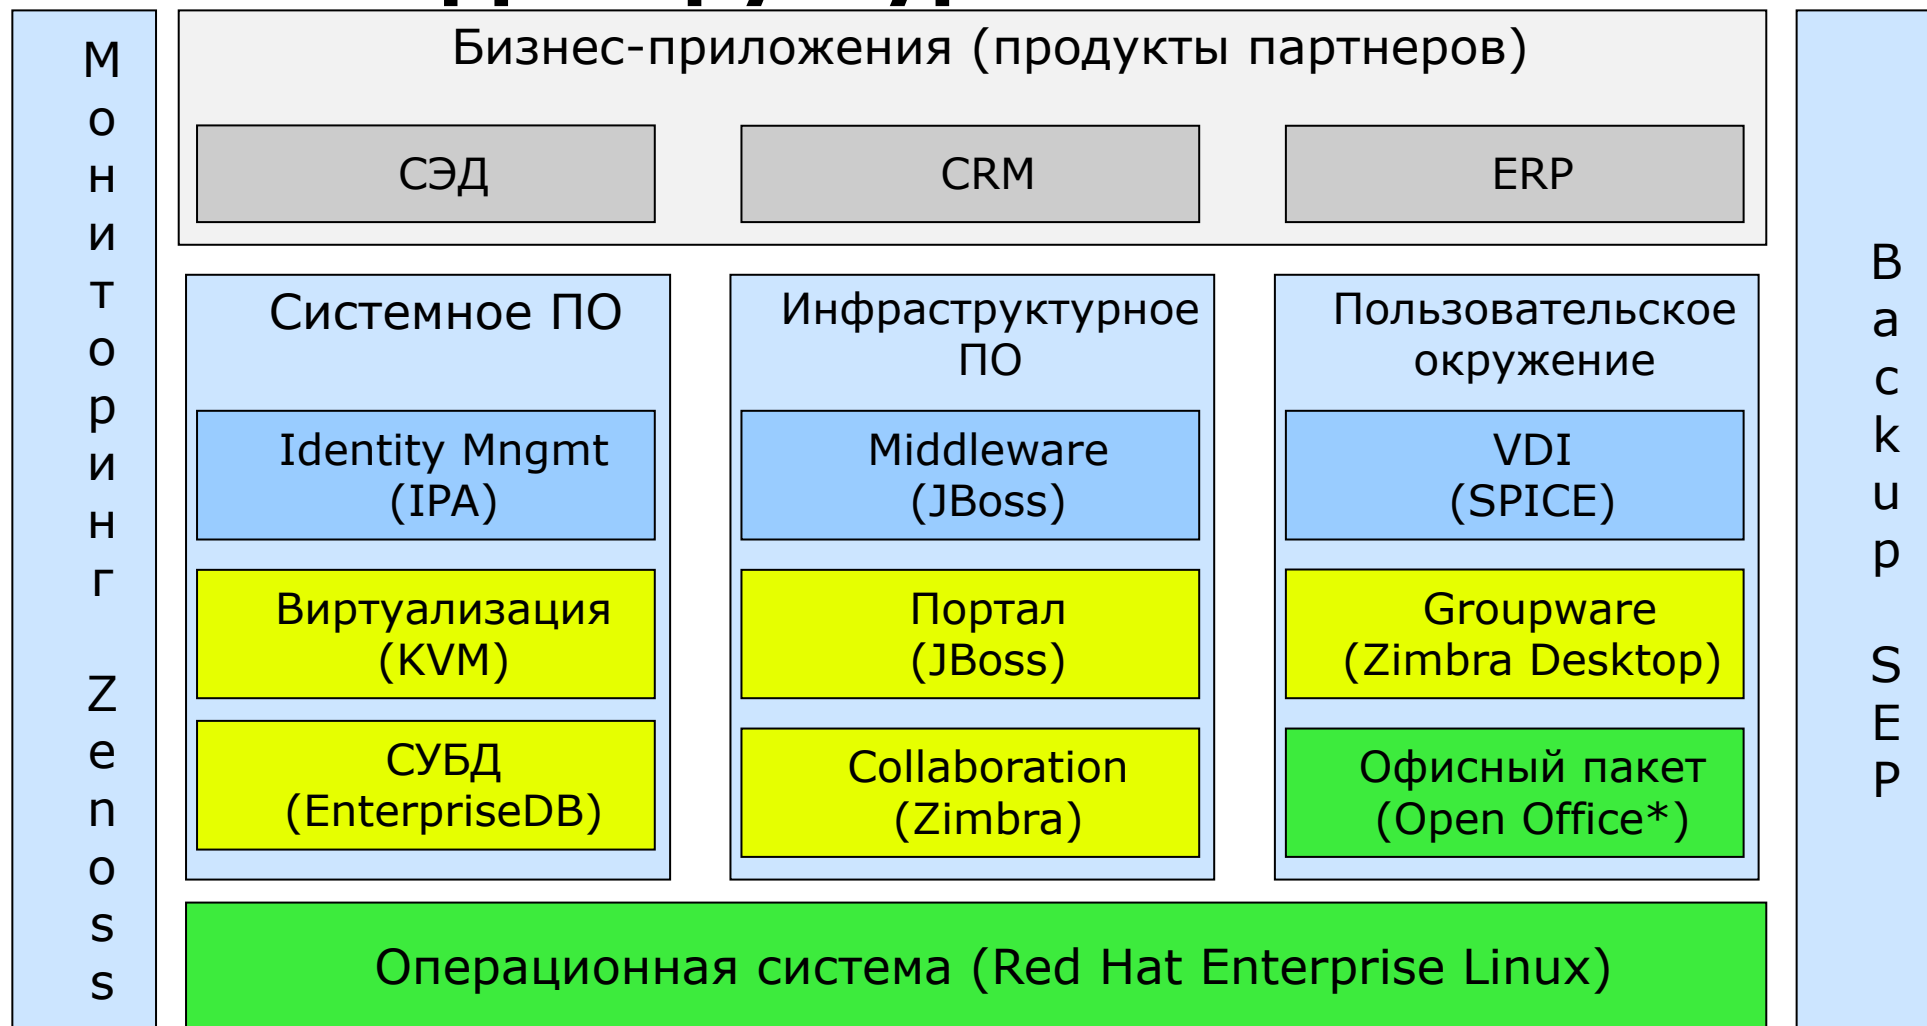 Мониторинг Zenoss
Бизнес-приложения (продукты партнеров)
СЭД
CRM
ERP
Системное ПО
Identity Mngmt
(IPA)
Виртуализация
(KVM)
СУБД
(EnterpriseDB)
Инфраструктурное
ПО
Middleware
(JBoss)
Портал
(JBoss)
Collaboration
(Zimbra)
Пользовательское
окружение
VDI
(SPICE)
Groupware
(Zimbra Desktop)
Офисный пакет
(Open Office*)
Операционная система (Red Hat Enterprise Linux)
Backup SEP